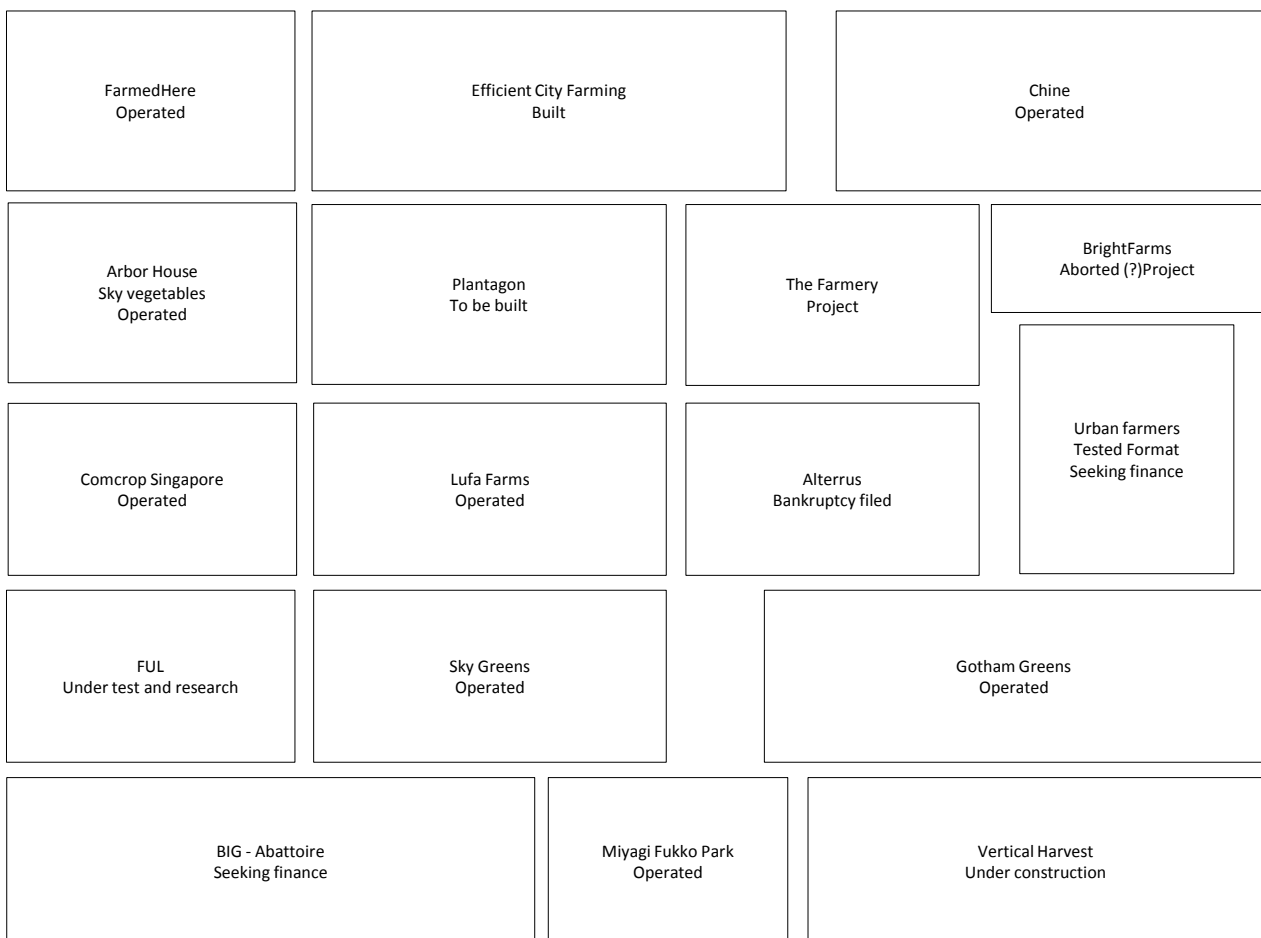 FarmedHere
Operated
Efficient City Farming
Built
Chine
Operated
Arbor House
Sky vegetables
Operated
Plantagon
To be built
The Farmery
Project
BrightFarms
Aborted (?)Project
Comcrop Singapore
Operated
Lufa Farms
Operated
Alterrus
Bankruptcy filed
Urban farmers
Tested Format
Seeking finance
FUL
Under test and research
Sky Greens
Operated
Gotham Greens
Operated
BIG - Abattoire
Seeking finance
Miyagi Fukko Park
Operated
Vertical Harvest
Under construction